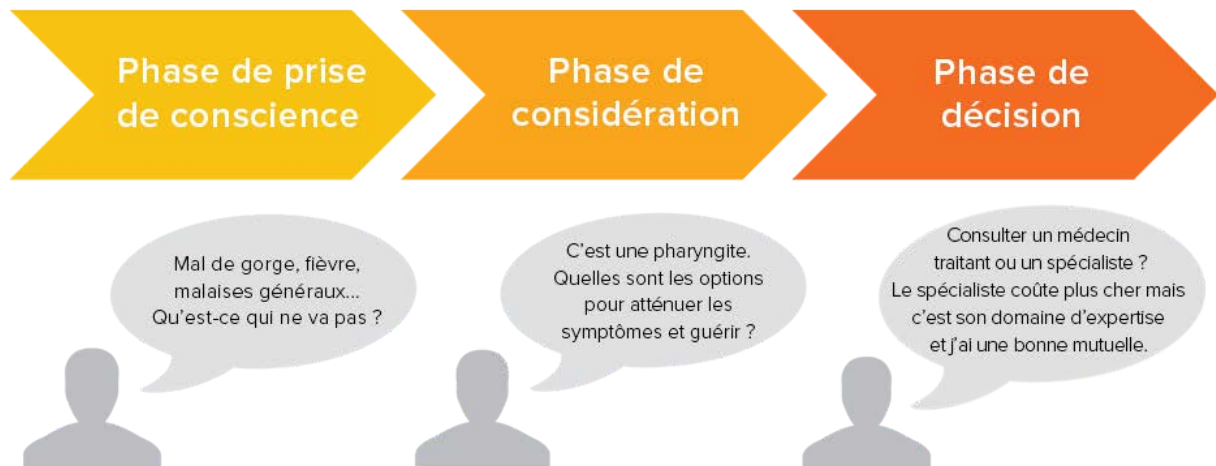 Phase de prise
de conscience
Phase de
considération
Phase de
décision
Mal de gorge, fièvre,
malaises généraux...
Qu'est-ce qui ne va pas ?
C'est une pharyngite.
Quelles sont les options
pour atténuer les
symptômes et guérir ?
Consulter un médecin
traitant ou un spécialiste ?
Le spécialiste coûte plus cher mais
c'est son domaine d'expertise
et j'ai une bonne mutuelle.